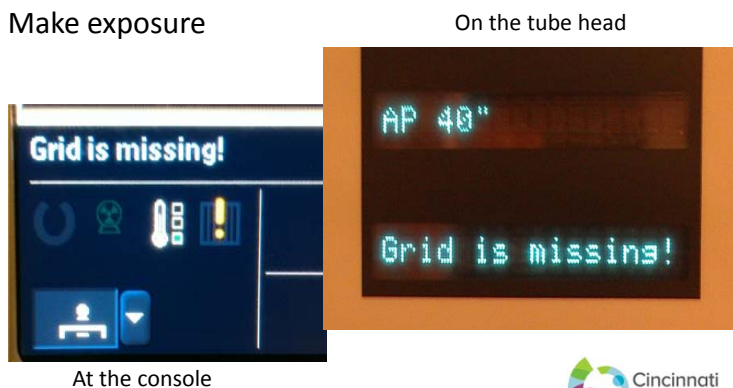 Make exposure
On the tube head
Grid is missing!
AP 40"
Grid is missing!
At the console
Cincinnati